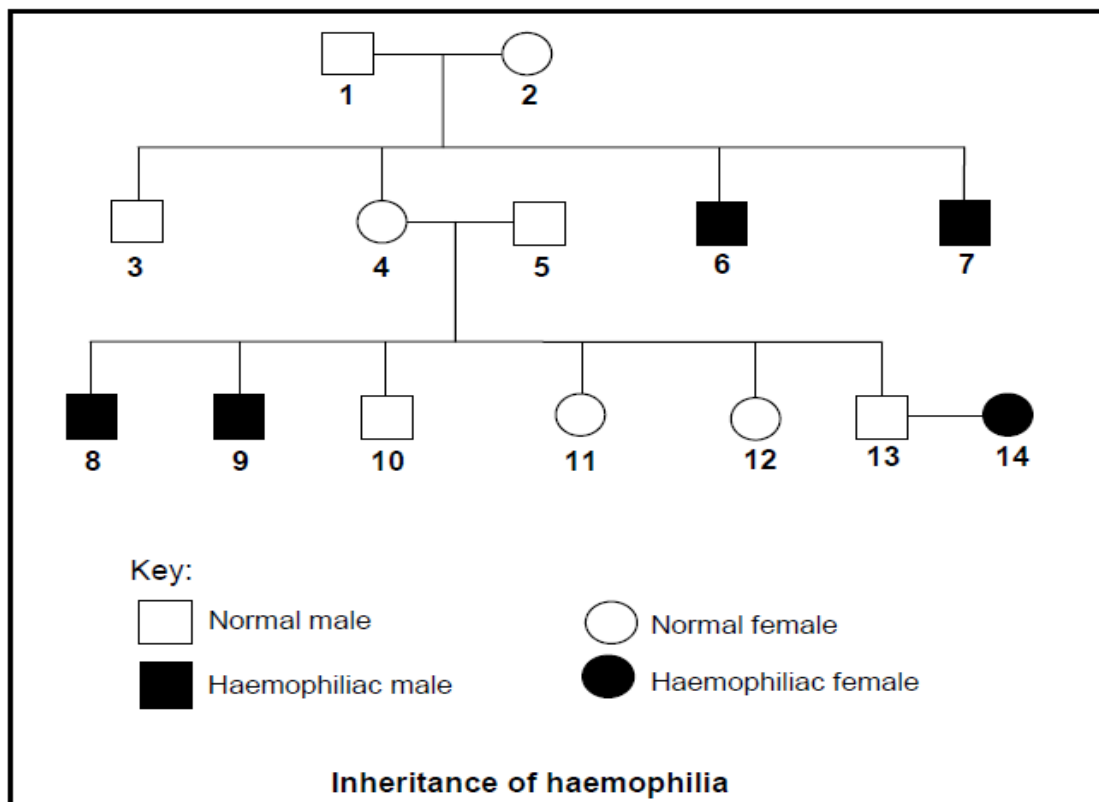 1 2
3 4 5 6 7
8 9 10 11 12 13 14
Key:
Normal male Normal female
Haemophiliac male Haemophiliac female
Inheritance of haemophilia